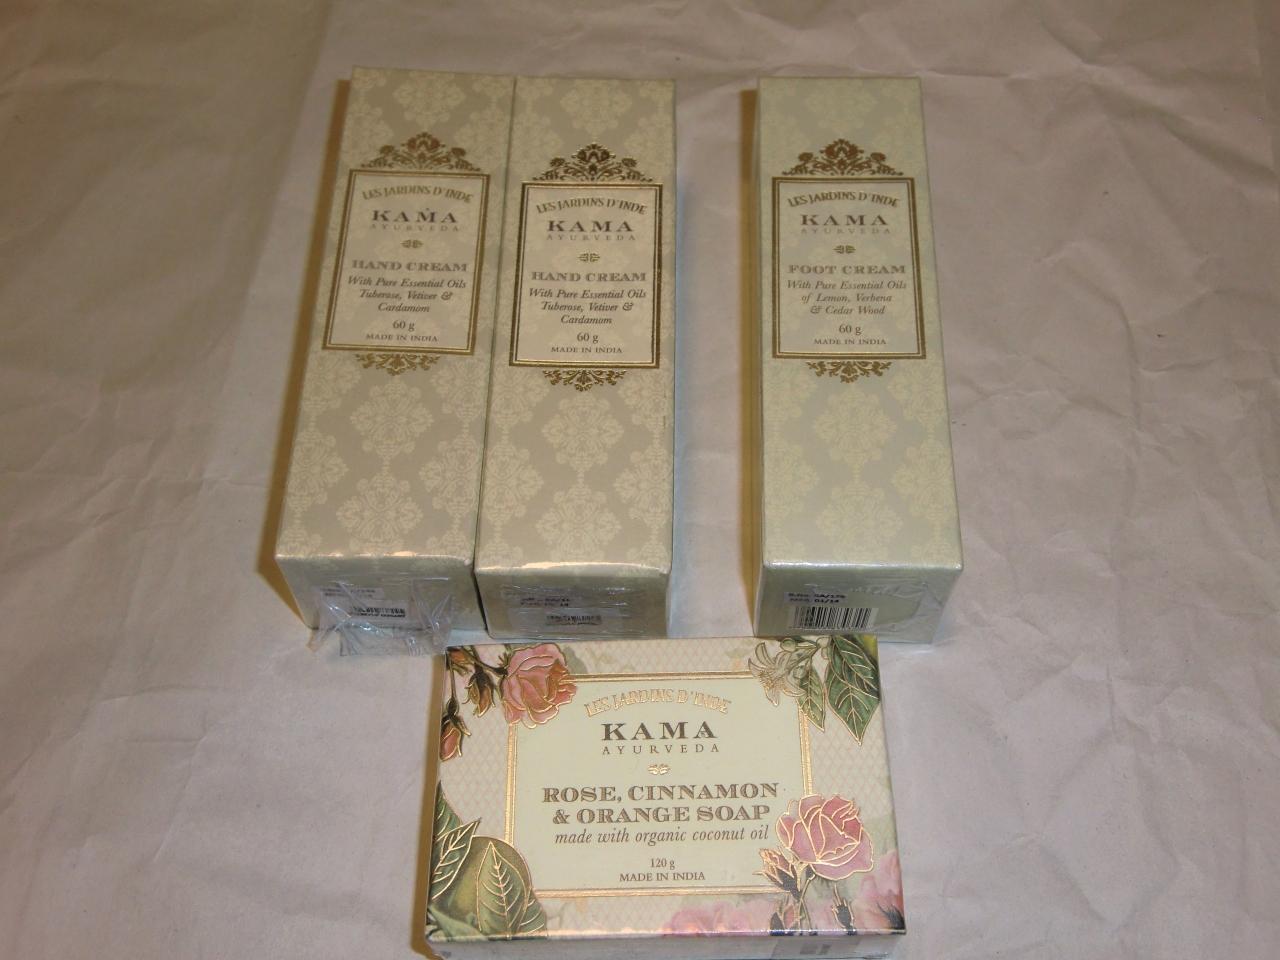 LES JARDINS D'INDE
KAMA
AYURVEDA
HAND CREAM
With Pure Essential Oils
Tuberose, Vetiver &
Cardamom
60 g
MADE IN INDIA
LES JARDINS D'INDE
KAMA
AYURVEDA
HAND CREAM
With Pure Essential Oils
Tuberose, Vetiver &
Cardamom
60 g
MADE IN INDIA
LES JARDINS D'INDE
KAMA
AYURVEDA
FOOT CREAM
With Pure Essential Oils
of Lemon, Verbena
& Cedar Wood
60 g
MADE IN INDIA
LES JARDINS D'INDE
KAMA
AYURVEDA
ROSE, CINNAMON
& ORANGE SOAP
made with organic coconut oil
120 g
MADE IN INDIA